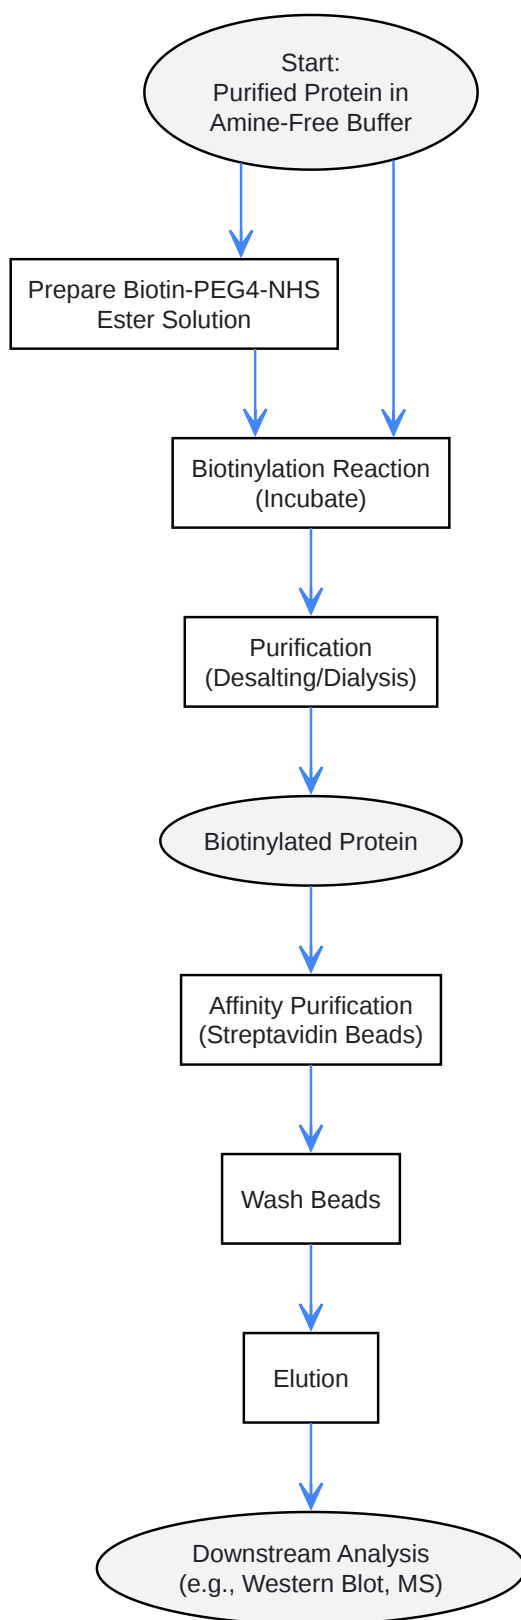 Start:
Purified Protein in
Amine-Free Buffer
Prepare Biotin-PEG4-NHS
Ester Solution
Biotinylation Reaction
(Incubate)
Purification
(Desalting/Dialysis)
Biotinylated Protein
Affinity Purification
(Streptavidin Beads)
Wash Beads
Elution
Downstream Analysis
(e.g., Western Blot, MS)